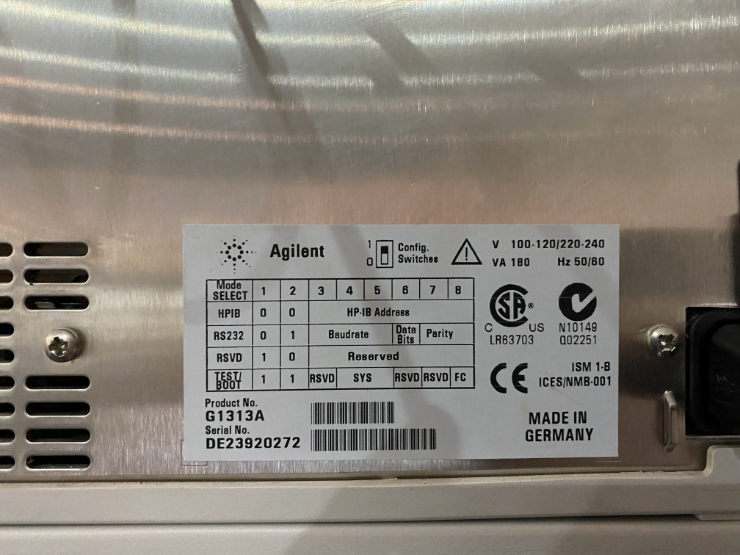 Agilent
1
0
Config.
Switches
V 100-120/220-240
VA 180 Hz 50/60
Mode
SELECT 1 2 3 4 5 6 7 8
HPIB 0 0 HP-IB Address
RS232 0 1 Baudrate Data Bits Parity
RSVD 1 0 Reserved
TEST/
BOOT 1 1 RSVD SYS RSVD RSVD FC
C SA ® US
LR63703
N10149
Q02251
CE
ISM 1-B
ICES/NMB-001
Product No.
G1313A
Serial No.
DE23920272
MADE IN
GERMANY